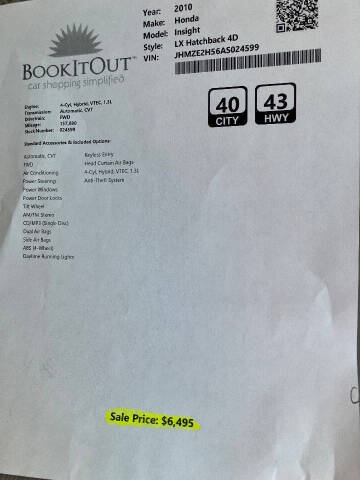 Year: 2010
Make: Honda
Model: Insight
Style: LX Hatchback 4D
VIN: JHMZE2H56AS024599
BOOKITOUT™
car shopping simplified
40
CITY
43
HWY
Engine: 4-Cyl, Hybrid, VTEC, 1.3L
Transmission: Automatic, CVT
Drivetrain: FWD
Mileage: 157,880
Stock Number: 024599
Standard Accessories & Included Options:
Automatic, CVT Keyless Entry
FWD Head Curtain Air Bags
Air Conditioning 4-Cyl, Hybrid, VTEC, 1.3L
Power Steering Anti-Theft System
Power Windows
Power Door Locks
Tilt Wheel
AM/FM Stereo
CD/MP3 (Single Disc)
Dual Air Bags
Side Air Bags
ABS (4-Wheel)
Daytime Running Lights
Sale Price: $6,495